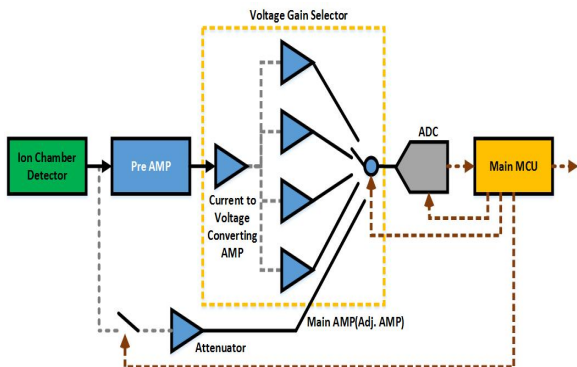 Voltage Gain Selector
ADC
Ion Chamber
Detector
Pre AMP
Main MCU
Current to
Voltage
Converting
AMP
Main AMP(Adj. AMP)
Attenuator